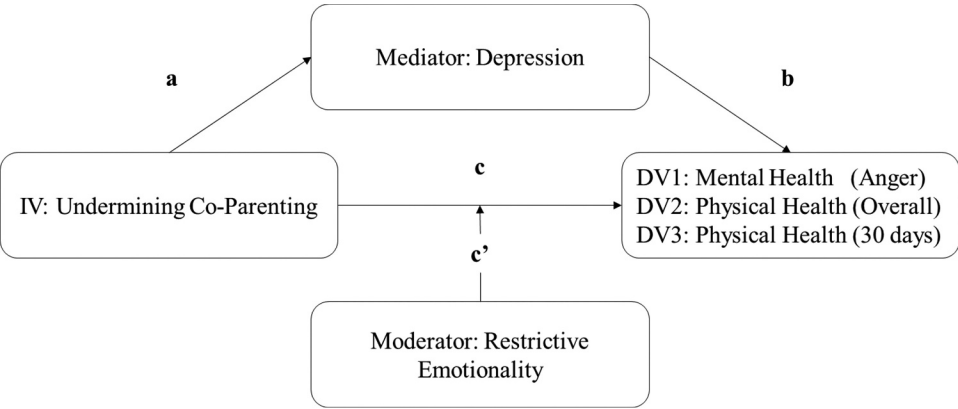 Mediator: Depression
a
b
IV: Undermining Co-Parenting
c
DV1: Mental Health (Anger)
DV2: Physical Health (Overall)
DV3: Physical Health (30 days)
c’
Moderator: Restrictive
Emotionality